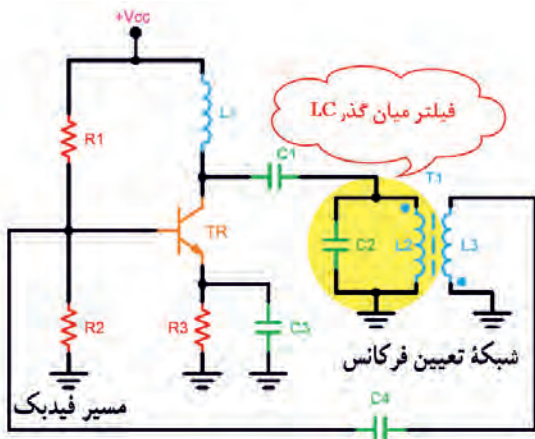 +Vcc
فیلتر میان گذر LC
R1
L1
C1
T1
TR
C2
L2
L3
R2
R3
C3
شبکهٔ تعیین فرکانس
مسیر فیدبک
C4